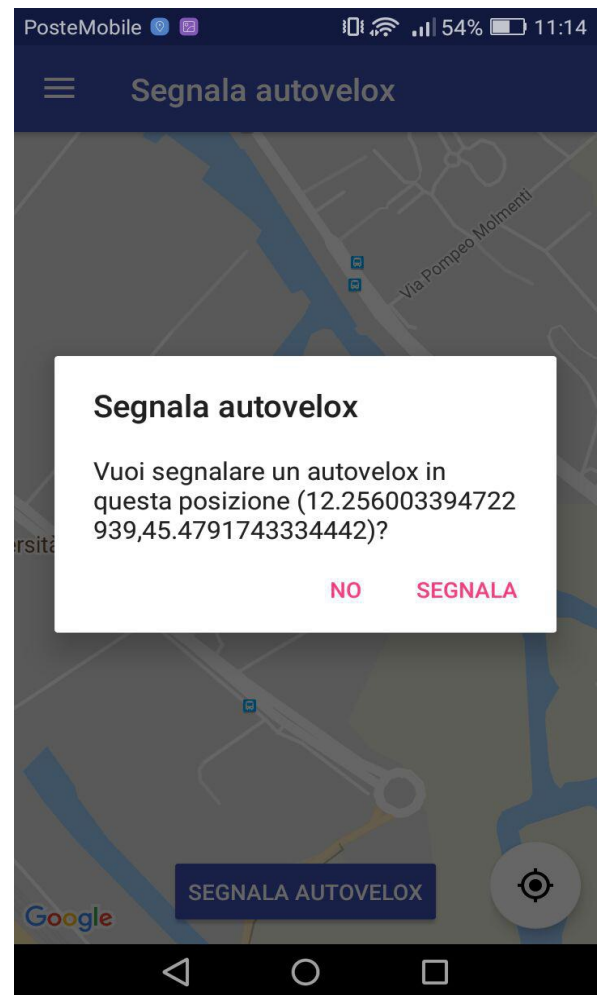 PosteMobile 54% 11:14
Segnala autovelox
Via Pompeo Molmenti
Segnala autovelox
Vuoi segnalare un autovelox in
questa posizione (12.256003394722
939,45.4791743334442)?
ersità
NO SEGNALA
SEGNALA AUTOVELOX
Google